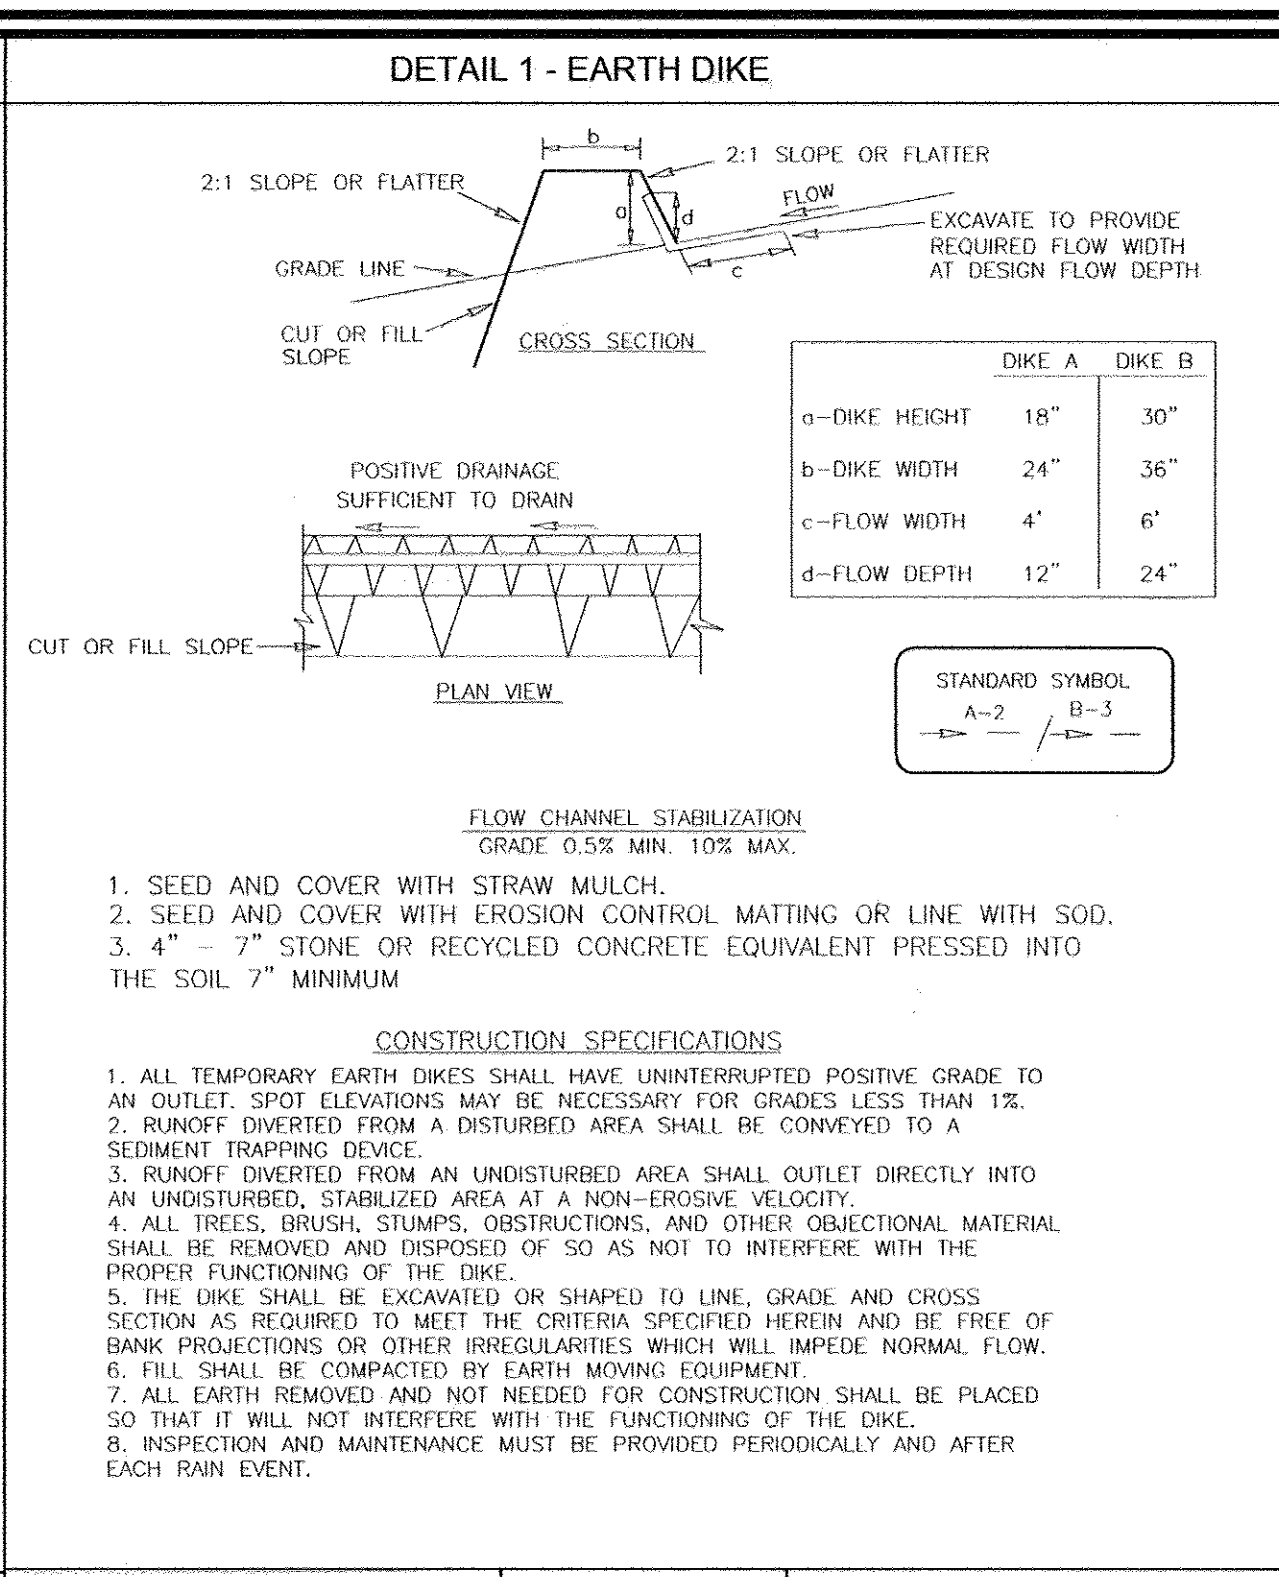 DETAIL 1 - EARTH DIKE
b
2:1 SLOPE OR FLATTER
2:1 SLOPE OR FLATTER
FLOW
a
d
EXCAVATE TO PROVIDE
REQUIRED FLOW WIDTH
AT DESIGN FLOW DEPTH
GRADE LINE
c
CUT OR FILL
SLOPE
CROSS SECTION
DIKE A DIKE B
a-DIKE HEIGHT 18" 30"
b-DIKE WIDTH 24" 36"
c-FLOW WIDTH 4' 6'
d-FLOW DEPTH 12" 24"
POSITIVE DRAINAGE
SUFFICIENT TO DRAIN
CUT OR FILL SLOPE
PLAN VIEW
STANDARD SYMBOL
A-2 / B-3
FLOW CHANNEL STABILIZATION
GRADE 0.5% MIN. 10% MAX.
1. SEED AND COVER WITH STRAW MULCH.
2. SEED AND COVER WITH EROSION CONTROL MATTING OR LINE WITH SOD.
3. 4" - 7" STONE OR RECYCLED CONCRETE EQUIVALENT PRESSED INTO
THE SOIL 7" MINIMUM
CONSTRUCTION SPECIFICATIONS
1. ALL TEMPORARY EARTH DIKES SHALL HAVE UNINTERRUPTED POSITIVE GRADE TO
AN OUTLET. SPOT ELEVATIONS MAY BE NECESSARY FOR GRADES LESS THAN 1%.
2. RUNOFF DIVERTED FROM A DISTURBED AREA SHALL BE CONVEYED TO A
SEDIMENT TRAPPING DEVICE.
3. RUNOFF DIVERTED FROM AN UNDISTURBED AREA SHALL OUTLET DIRECTLY INTO
AN UNDISTURBED, STABILIZED AREA AT A NON-EROSIVE VELOCITY.
4. ALL TREES, BRUSH, STUMPS, OBSTRUCTIONS, AND OTHER OBJECTIONAL MATERIAL
SHALL BE REMOVED AND DISPOSED OF SO AS NOT TO INTERFERE WITH THE
PROPER FUNCTIONING OF THE DIKE.
5. THE DIKE SHALL BE EXCAVATED OR SHAPED TO LINE, GRADE AND CROSS
SECTION AS REQUIRED TO MEET THE CRITERIA SPECIFIED HEREIN AND BE FREE OF
BANK PROJECTIONS OR OTHER IRREGULARITIES WHICH WILL IMPEDE NORMAL FLOW.
6. FILL SHALL BE COMPACTED BY EARTH MOVING EQUIPMENT.
7. ALL EARTH REMOVED AND NOT NEEDED FOR CONSTRUCTION SHALL BE PLACED
SO THAT IT WILL NOT INTERFERE WITH THE FUNCTIONING OF THE DIKE.
8. INSPECTION AND MAINTENANCE MUST BE PROVIDED PERIODICALLY AND AFTER
EACH RAIN EVENT.